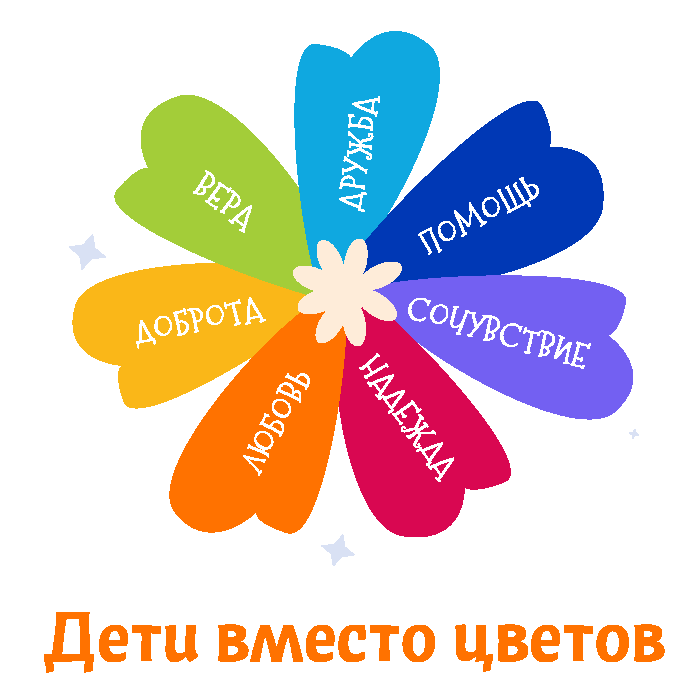 ДРУЖБА
ПОМОЩЬ
СОЧУВСТВИЕ
НАДЕЖДА
ЛЮБОВЬ
ДОБРОТА
ВЕРА
Дети вместо цветов